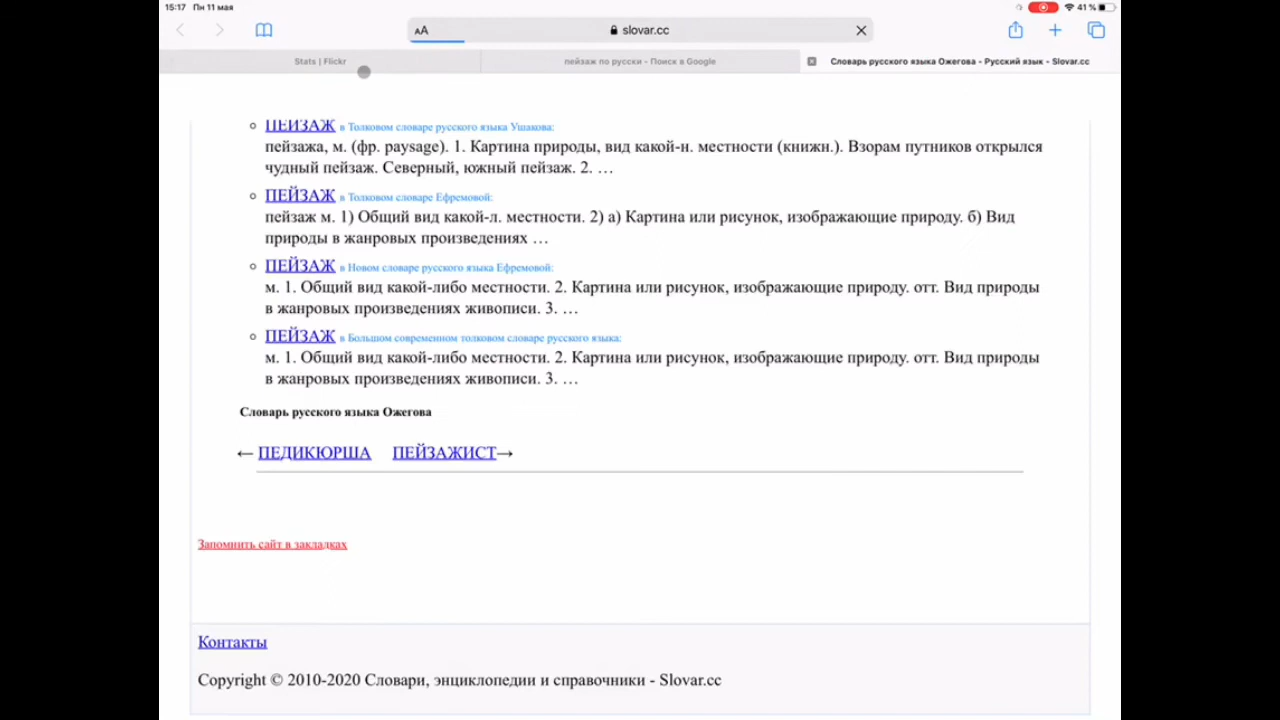 15:17 Пн 11 мая 41 %
AA slovar.cc
Stats | Flickr пейзаж по русски - Поиск в Google Словарь русского языка Ожегова - Русский язык - Slovar.cc
ПЕЙЗАЖ в Толковом словаре русского языка Ушакова:
пейзажа, м. (фр. paysage). 1. Картина природы, вид какой-н. местности (книжн.). Взорам путников открылся
чудный пейзаж. Северный, южный пейзаж. 2. …
ПЕЙЗАЖ в Толковом словаре Ефремовой:
пейзаж м. 1) Общий вид какой-л. местности. 2) а) Картина или рисунок, изображающие природу. б) Вид
природы в жанровых произведениях …
ПЕЙЗАЖ в Новом словаре русского языка Ефремовой:
м. 1. Общий вид какой-либо местности. 2. Картина или рисунок, изображающие природу. отт. Вид природы
в жанровых произведениях живописи. 3. …
ПЕЙЗАЖ в Большом современном толковом словаре русского языка:
м. 1. Общий вид какой-либо местности. 2. Картина или рисунок, изображающие природу. отт. Вид природы
в жанровых произведениях живописи. 3. …
Словарь русского языка Ожегова
← ПЕДИКЮРША ПЕЙЗАЖИСТ→
Запомнить сайт в закладках
Контакты
Copyright © 2010-2020 Словари, энциклопедии и справочники - Slovar.cc